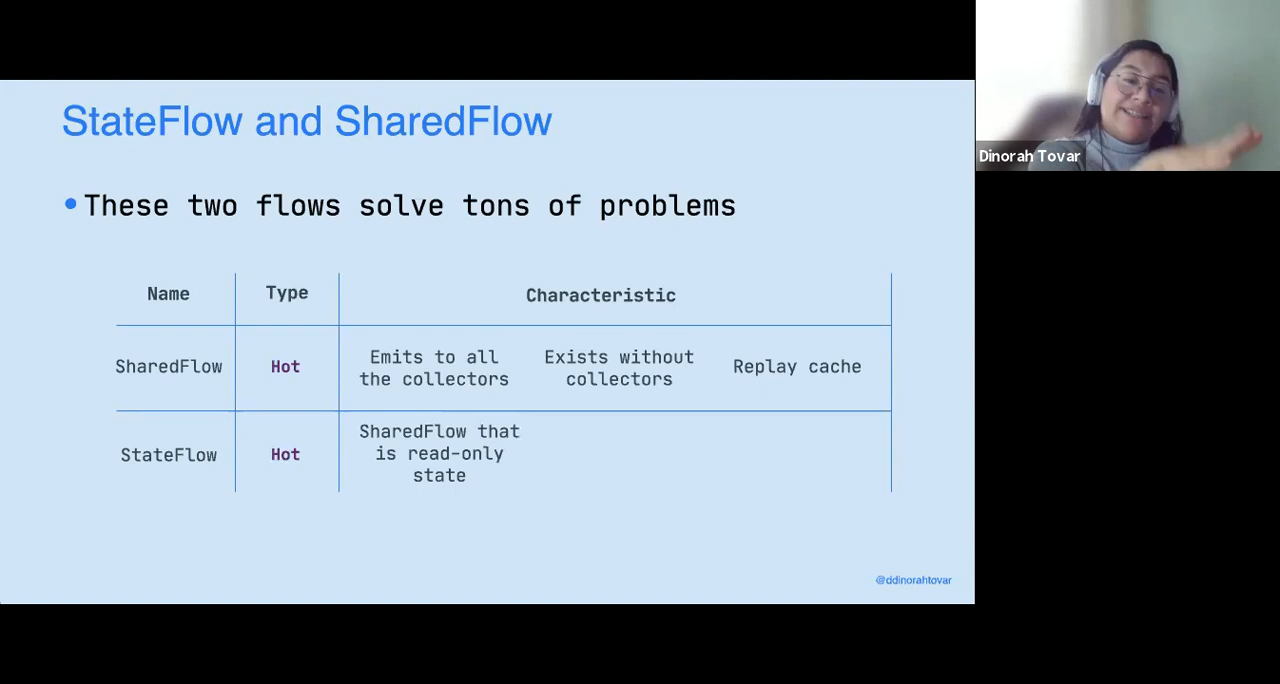 StateFlow and SharedFlow
• These two flows solve tons of problems
Name Type Characteristic
SharedFlow Hot Emits to all the collectors Exists without collectors Replay cache
StateFlow Hot SharedFlow that is read-only state
@ddinorahtovar
Dinorah Tovar